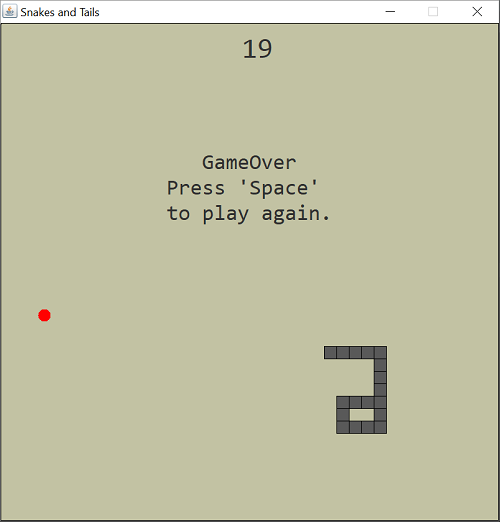 Snakes and Tails
19
GameOver
Press 'Space'
to play again.